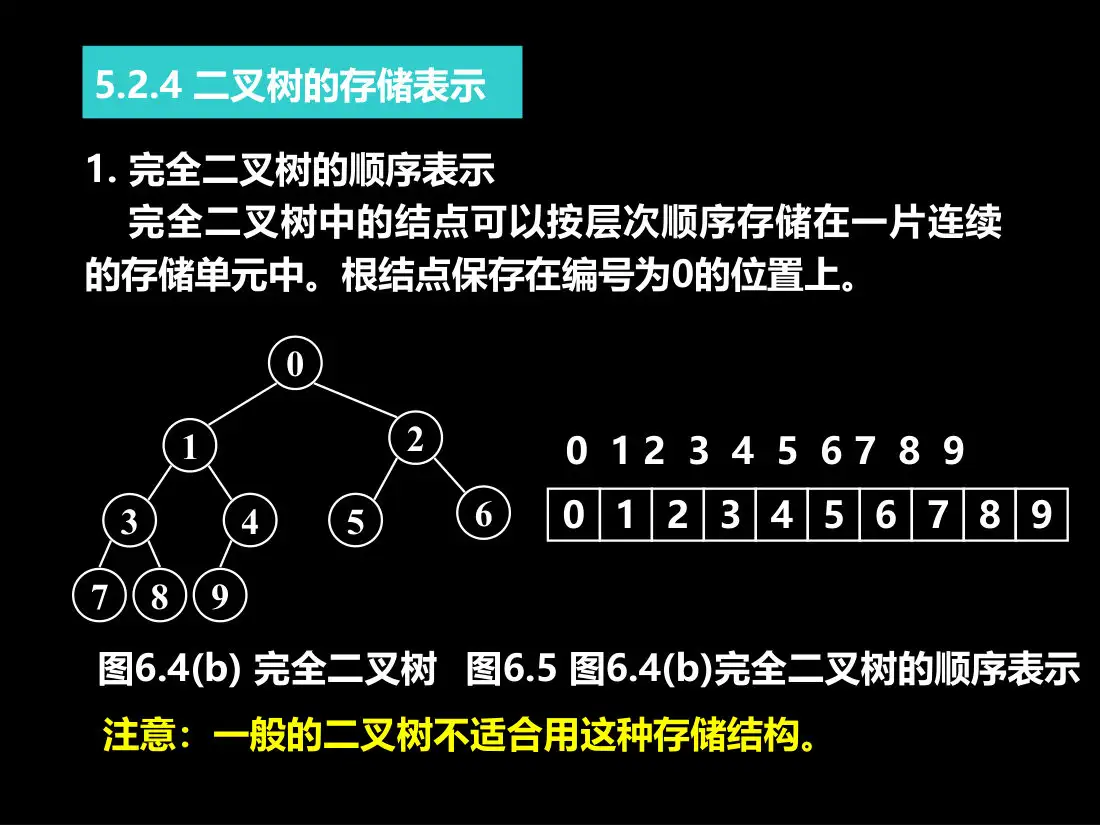 5.2.4 二叉树的存储表示
1. 完全二叉树的顺序表示
完全二叉树中的结点可以按层次顺序存储在一片连续
的存储单元中。根结点保存在编号为0的位置上。
0
1 2
3 4 5 6
7 8 9
0 1 2 3 4 5 6 7 8 9
0 1 2 3 4 5 6 7 8 9
图6.4(b) 完全二叉树 图6.5 图6.4(b)完全二叉树的顺序表示
注意：一般的二叉树不适合用这种存储结构。